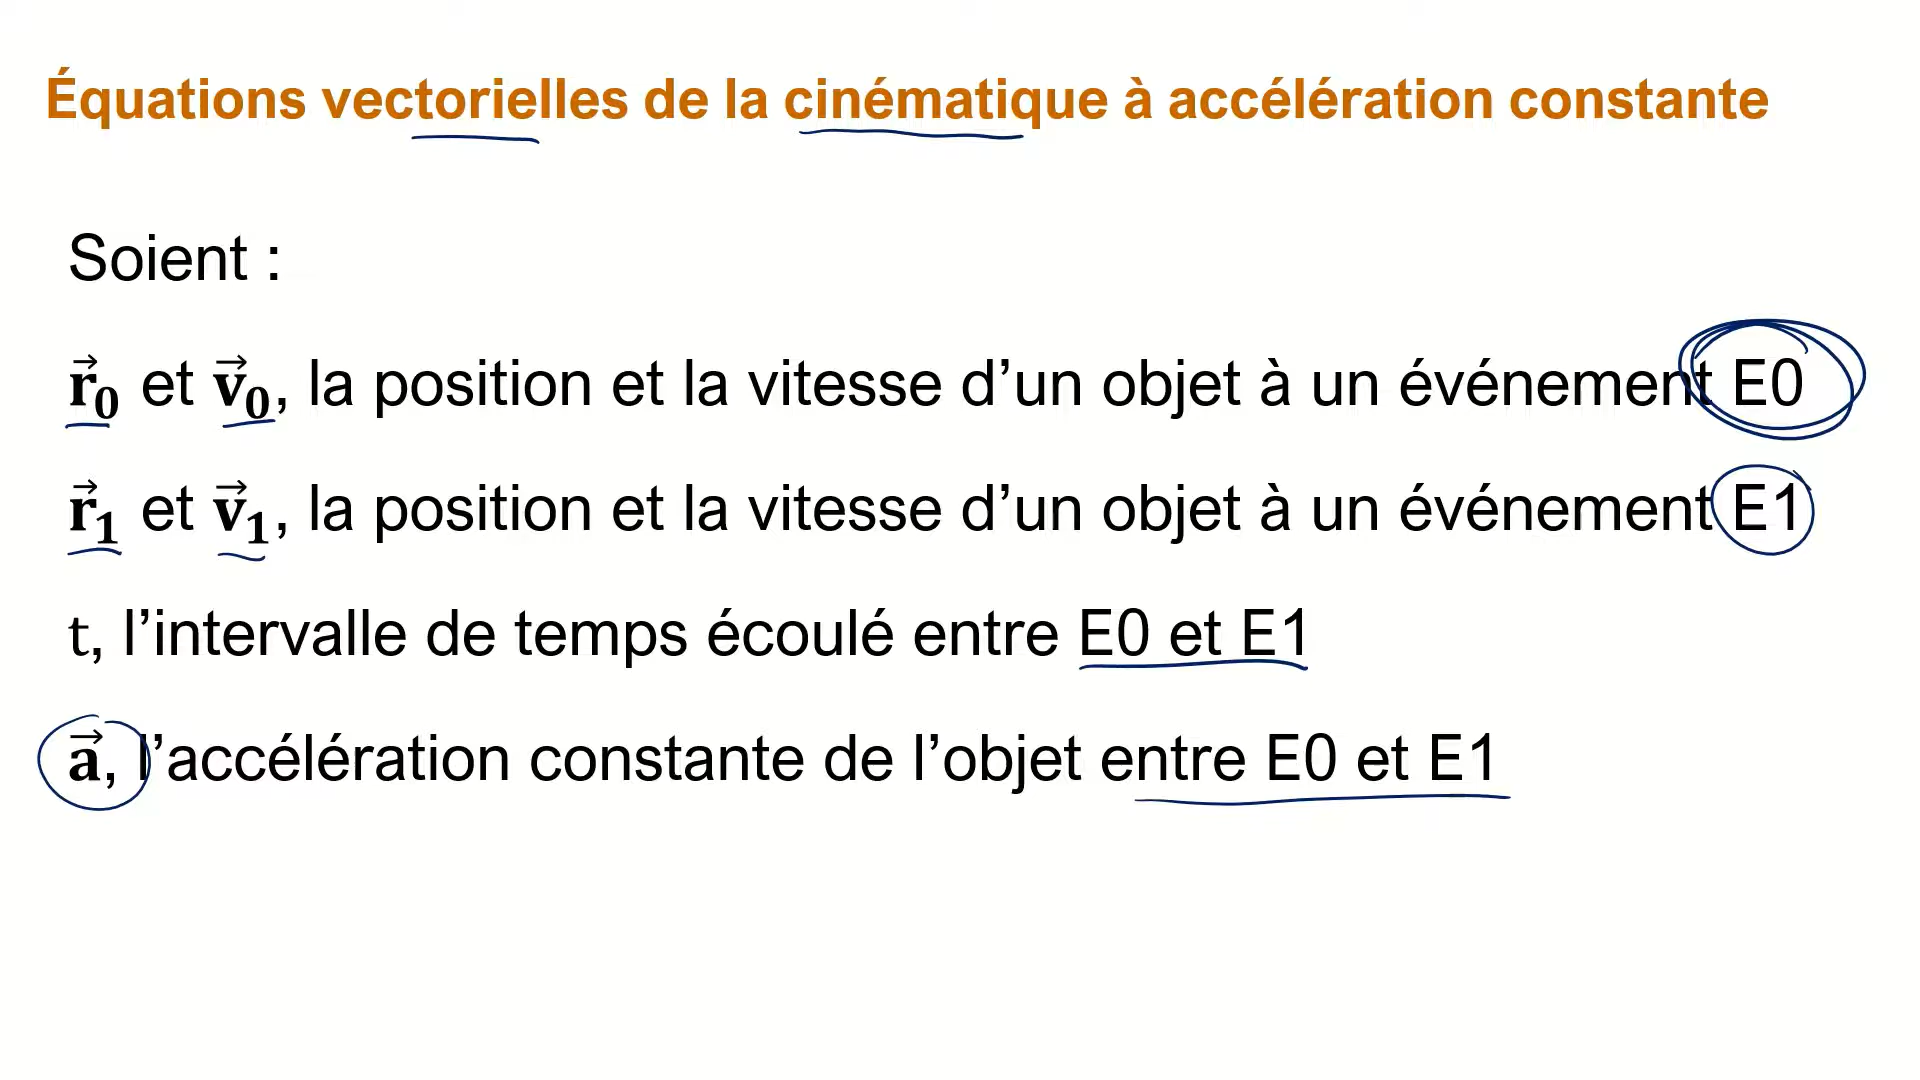 Équations vectorielles de la cinématique à accélération constante
Soient :
r⃗₀ et v⃗₀, la position et la vitesse d’un objet à un événement E0
r⃗₁ et v⃗₁, la position et la vitesse d’un objet à un événement E1
t, l’intervalle de temps écoulé entre E0 et E1
a⃗, l’accélération constante de l’objet entre E0 et E1